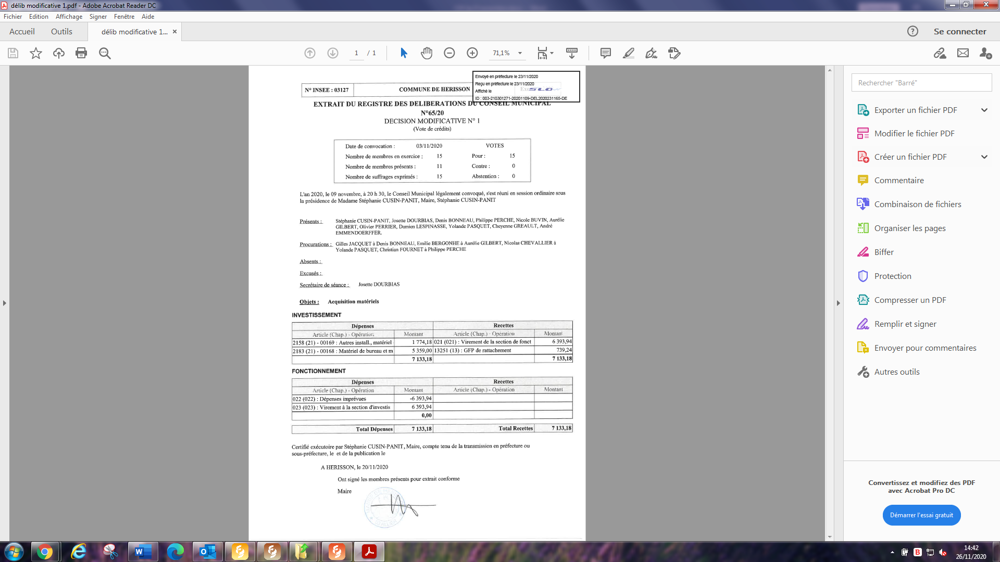 délib modificative 1.pdf - Adobe Acrobat Reader DC
Fichier Edition Affichage Signer Fenêtre Aide
Accueil Outils délib modificative 1... × Se connecter
1 / 1 71,1%
Envoyé en préfecture le 23/11/2020
Reçu en préfecture le 23/11/2020
Affiché le
ID : 003-210301271-20201109-DEL2020231165-DE
N° INSEE : 03127 COMMUNE DE HERISSON
EXTRAIT DU REGISTRE DES DELIBERATIONS DU CONSEIL MUNICIPAL
N°65/20
DECISION MODIFICATIVE N° 1
(Vote de crédits)
Date de convocation : 03/11/2020 VOTES
Nombre de membres en exercice : 15 Pour : 15
Nombre de membres présents : 11 Contre : 0
Nombre de suffrages exprimés : 15 Abstention : 0
L'an 2020, le 09 novembre, à 20 h 30, le Conseil Municipal légalement convoqué, s'est réuni en session ordinaire sous
la présidence de Madame Stéphanie CUSIN-PANIT, Maire, Stéphanie CUSIN-PANIT
Présents : Stéphanie CUSIN-PANIT, Josette DOURBIAS, Denis BONNEAU, Philippe PERCHE, Nicole BUVIN, Aurélie
GILBERT, Olivier PERRIER, Damien LESPINASSE, Yolande PASQUET, Cheyenne GREAULT, André
EMMENDOERFFER.
Procurations : Gilles JACQUET à Denis BONNEAU, Emilie BERGONHE à Aurélie GILBERT, Nicolas CHEVALLIER à
Yolande PASQUET, Christian FOURNET à Philippe PERCHE
Absents :
Excusés :
Secrétaire de séance : Josette DOURBIAS
Objets : Acquisition matériels
INVESTISSEMENT
Dépenses Recettes
Article (Chap.) - Opération Montant Article (Chap.) - Opération Montant
2158 (21) - 00169 : Autres install., matériel 1 774,18 021 (021) : Virement de la section de fonct 6 393,94
2183 (21) - 00168 : Matériel de bureau et m 5 359,00 13251 (13) : GFP de rattachement 739,24
7 133,18 7 133,18
FONCTIONNEMENT
Dépenses Recettes
Article (Chap.) - Opération Montant Article (Chap.) - Opération Montant
022 (022) : Dépenses imprévues -6 393,94
023 (023) : Virement à la section d'investis 6 393,94
0,00
Total Dépenses 7 133,18 Total Recettes 7 133,18
Certifié exécutoire par Stéphanie CUSIN-PANIT, Maire, compte tenu de la transmission en préfecture ou
sous-préfecture, le et de la publication le
A HERISSON, le 20/11/2020
Ont signé les membres présents pour extrait conforme
Maire
Rechercher "Barré"
Exporter un fichier PDF
Modifier le fichier PDF
Créer un fichier PDF
Commentaire
Combinaison de fichiers
Organiser les pages
Biffer
Protection
Compresser un PDF
Remplir et signer
Envoyer pour commentaires
Autres outils
Convertissez et modifiez des PDF
avec Acrobat Pro DC
Démarrer l'essai gratuit
14:42
26/11/2020